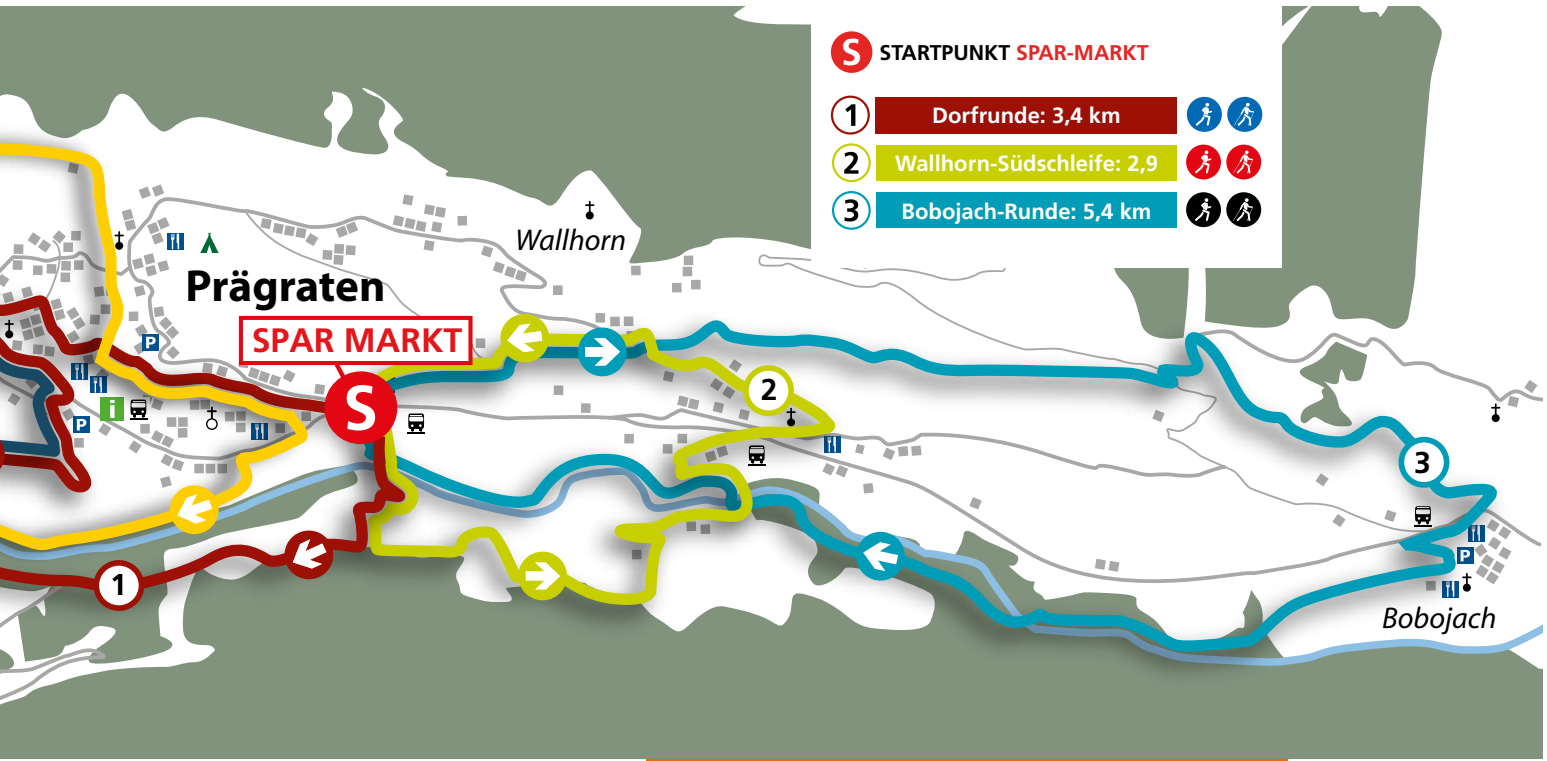 S STARTPUNKT SPAR-MARKT
1 Dorfrunde: 3,4 km
2 Wallhorn-Südschleife: 2,9
3 Bobojach-Runde: 5,4 km
Wallhorn
Prägraten
SPAR MARKT
P
S
2
i
P
3
P
1
Bobojach